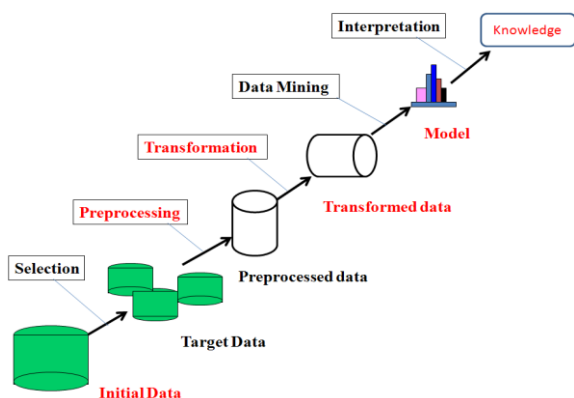 Interpretation
Knowledge
Data Mining
Model
Transformation
Transformed data
Preprocessing
Preprocessed data
Selection
Target Data
Initial Data